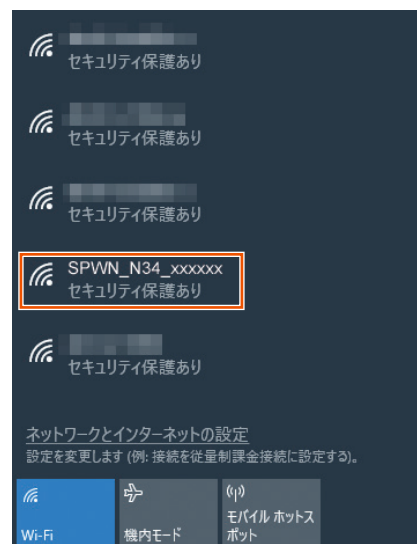 セキュリティ保護あり
セキュリティ保護あり
セキュリティ保護あり
SPWN_N34_xxxxxx
セキュリティ保護あり
セキュリティ保護あり
ネットワークとインターネットの設定
設定を変更します (例: 接続を従量制課金接続に設定する)。
Wi-Fi
機内モード
モバイル ホットス
ポット